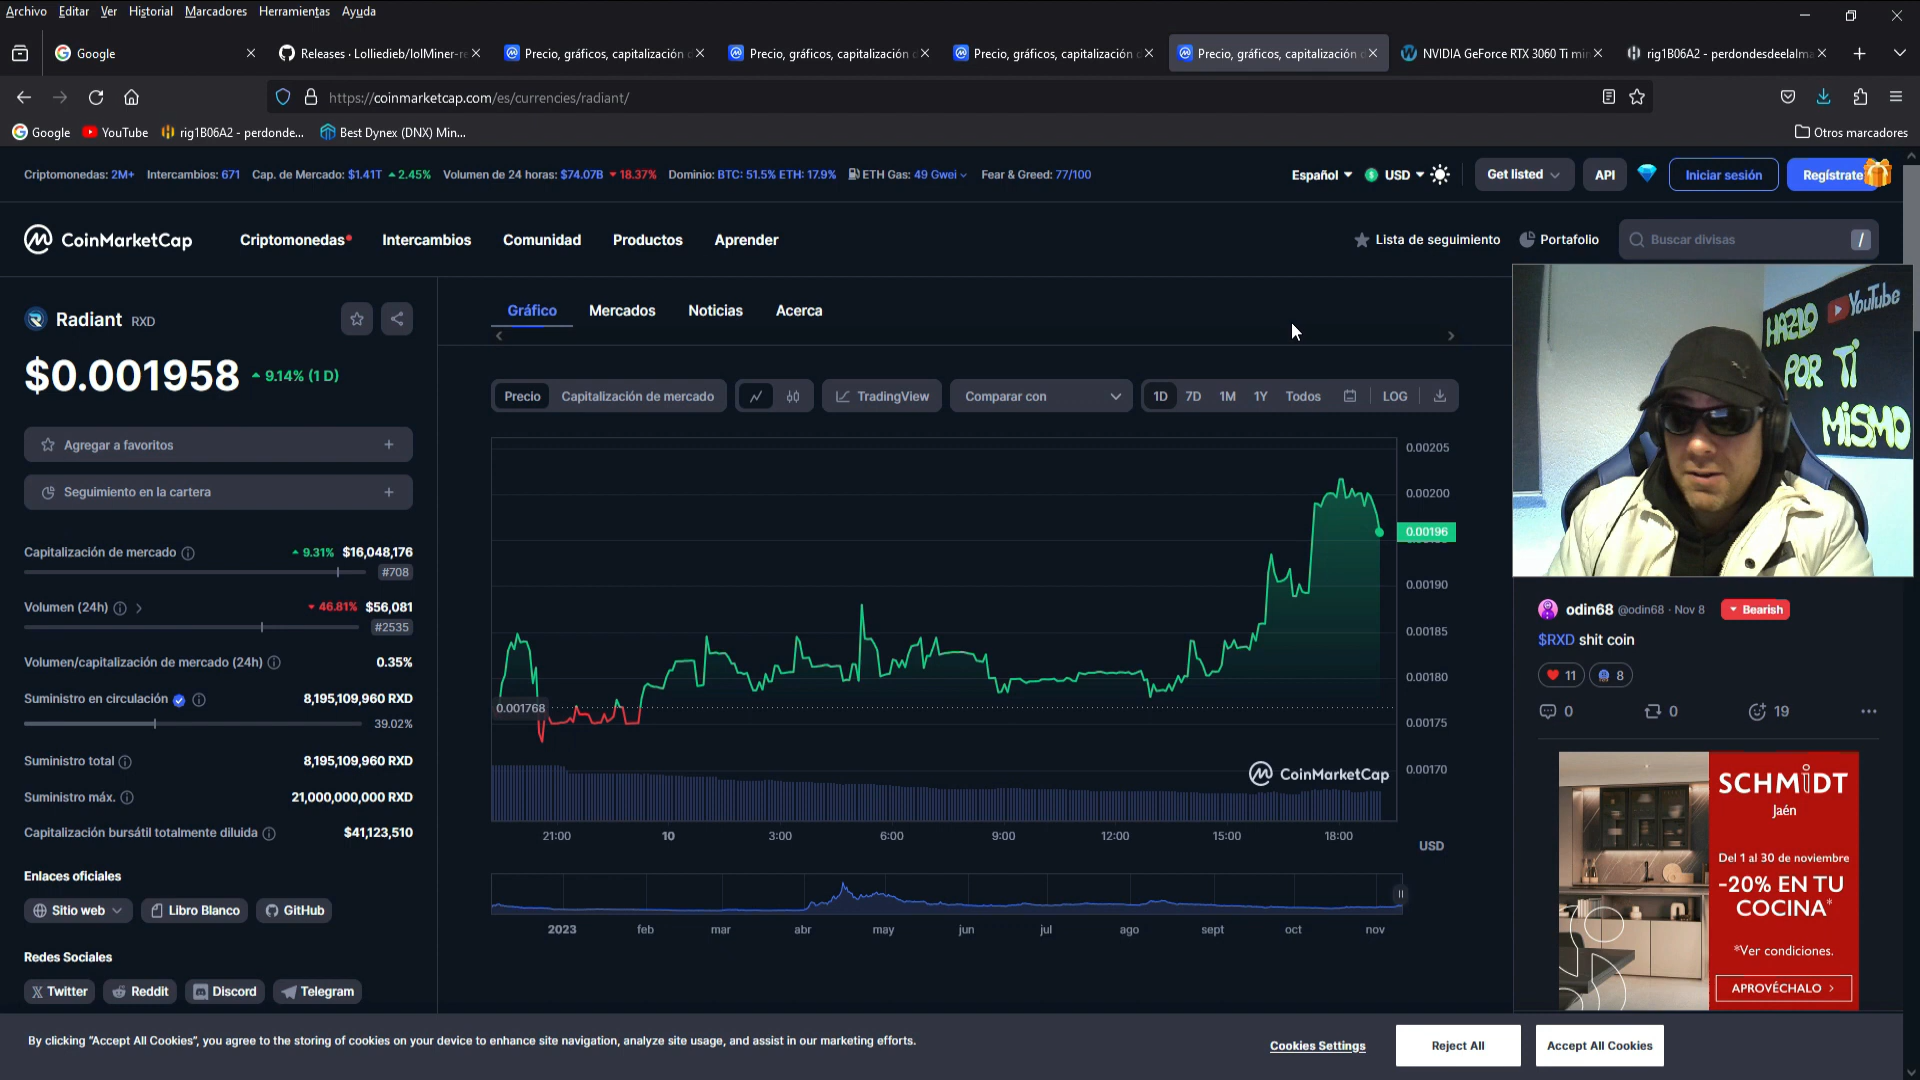 Archivo Editar Ver Historial Marcadores Herramientas Ayuda
Google
Releases · Lolliedieb/lolMiner-re
Precio, gráficos, capitalización d
Precio, gráficos, capitalización d
Precio, gráficos, capitalización d
Precio, gráficos, capitalización d
NVIDIA GeForce RTX 3060 Ti min
rig1B06A2 - perdondesdeelalma
https://coinmarketcap.com/es/currencies/radiant/
Google YouTube rig1B06A2 - perdonde... Best Dynex (DNX) Min... Otros marcadores
Criptomonedas: 2M+ Intercambios: 671 Cap. de Mercado: $1.41T 2.45% Volumen de 24 horas: $74.07B 18.37% Dominio: BTC: 51.5% ETH: 17.9% ETH Gas: 49 Gwei Fear & Greed: 77/100
Español USD Get listed API Iniciar sesión Regístrate
CoinMarketCap Criptomonedas Intercambios Comunidad Productos Aprender
Lista de seguimiento Portafolio Buscar divisas /
Radiant RXD
$0.001958 9.14% (1 D)
Agregar a favoritos +
Seguimiento en la cartera +
Capitalización de mercado 9.31% $16,048,176
#708
Volumen (24h) 46.81% $56,081
#2535
Volumen/capitalización de mercado (24h) 0.35%
Suministro en circulación 8,195,109,960 RXD
39.02%
Suministro total 8,195,109,960 RXD
Suministro máx. 21,000,000,000 RXD
Capitalización bursátil totalmente diluida $41,123,510
Enlaces oficiales
Sitio web Libro Blanco GitHub
Redes Sociales
Twitter Reddit Discord Telegram
Gráfico Mercados Noticias Acerca
Precio Capitalización de mercado TradingView Comparar con 1D 7D 1M 1Y Todos LOG
0.00205
0.00200
0.00196
0.00190
0.00185
0.00180
0.00175
0.00170
0.001768
CoinMarketCap
21:00 10 3:00 6:00 9:00 12:00 15:00 18:00
USD
2023 feb mar abr may jun jul ago sept oct nov
YouTube
HAZLO
POR TI
MISMO
odin68 @odin68 · Nov 8 Bearish
$RXD shit coin
11 8
0 0 19
SCHMIDT
Jaén
Del 1 al 30 de noviembre
-20% EN TU
COCINA*
*Ver condiciones.
APROVÉCHALO >
By clicking “Accept All Cookies”, you agree to the storing of cookies on your device to enhance site navigation, analyze site usage, and assist in our marketing efforts.
Cookies Settings Reject All Accept All Cookies